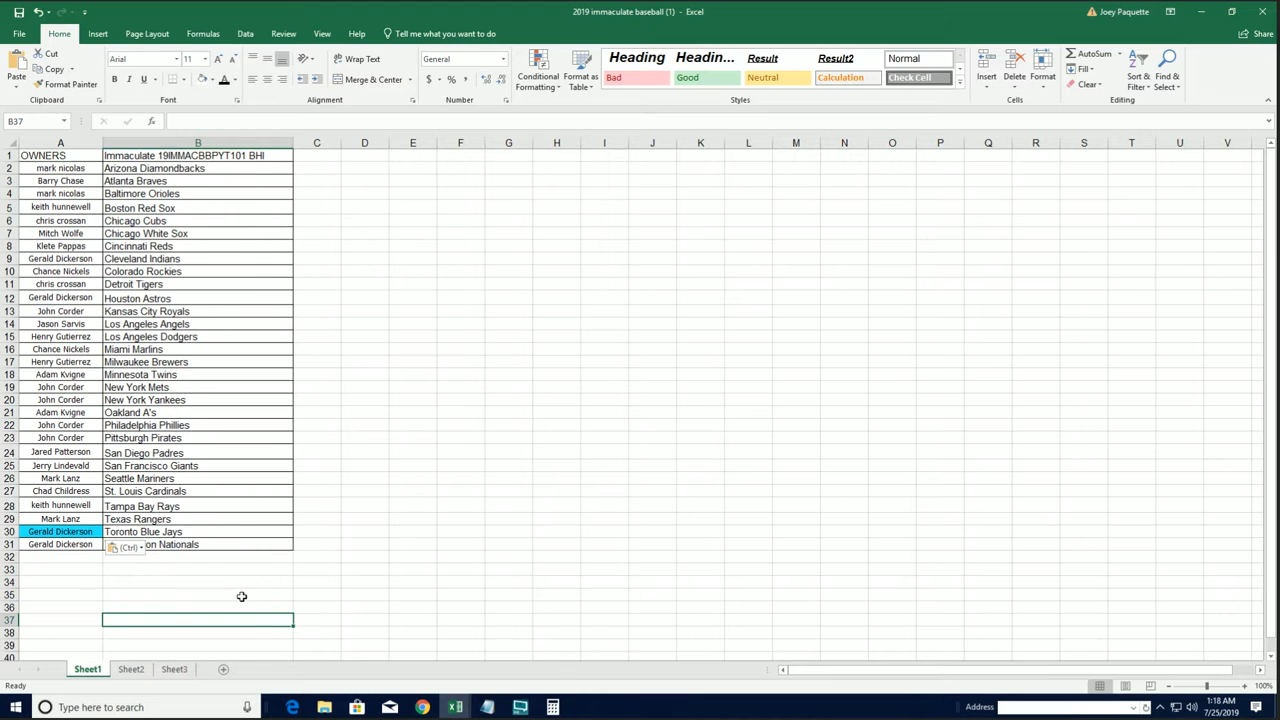 2019 immaculate baseball (1) - Excel
Joey Paquette
File Home Insert Page Layout Formulas Data Review View Help Tell me what you want to do
Share
Paste
Cut
Copy
Format Painter
Clipboard
Arial 11
B I U
Font
Wrap Text
Merge & Center
Alignment
General
$ % ,
Number
Conditional Formatting
Format as Table
Heading Headin... Result Result2 Normal
Bad Good Neutral Calculation Check Cell
Styles
Insert Delete Format
Cells
AutoSum
Fill
Clear
Sort & Filter
Find & Select
Editing
B37
A B C D E F G H I J K L M N O P Q R S T U V
1 OWNERS Immaculate 19IMMACBBPYT101 BHI
2 mark nicolas Arizona Diamondbacks
3 Barry Chase Atlanta Braves
4 mark nicolas Baltimore Orioles
5 keith hunnewell Boston Red Sox
6 chris crossan Chicago Cubs
7 Mitch Wolfe Chicago White Sox
8 Klete Pappas Cincinnati Reds
9 Gerald Dickerson Cleveland Indians
10 Chance Nickels Colorado Rockies
11 chris crossan Detroit Tigers
12 Gerald Dickerson Houston Astros
13 John Corder Kansas City Royals
14 Jason Sarvis Los Angeles Angels
15 Henry Gutierrez Los Angeles Dodgers
16 Chance Nickels Miami Marlins
17 Henry Gutierrez Milwaukee Brewers
18 Adam Kvigne Minnesota Twins
19 John Corder New York Mets
20 John Corder New York Yankees
21 Adam Kvigne Oakland A's
22 John Corder Philadelphia Phillies
23 John Corder Pittsburgh Pirates
24 Jared Patterson San Diego Padres
25 Jerry Lindevald San Francisco Giants
26 Mark Lanz Seattle Mariners
27 Chad Childress St. Louis Cardinals
28 keith hunnewell Tampa Bay Rays
29 Mark Lanz Texas Rangers
30 Gerald Dickerson Toronto Blue Jays
31 Gerald Dickerson (Ctrl) on Nationals
32
33
34
35
36
37
38
39
40
Sheet1 Sheet2 Sheet3
Ready
100%
Type here to search
Address
1:18 AM
7/25/2019